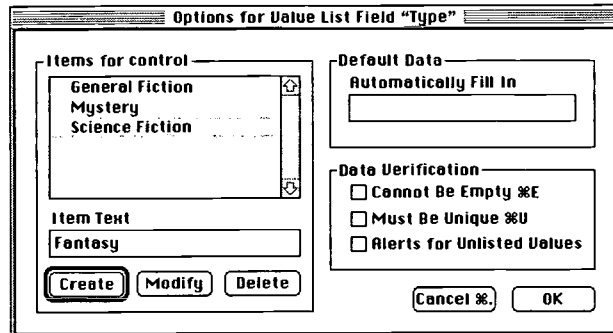 Options for Value List Field “Type”
Items for control
General Fiction
Mystery
Science Fiction
Item Text
Fantasy
Create Modify Delete
Default Data
Automatically Fill In
Data Verification
Cannot Be Empty ⌘E
Must Be Unique ⌘U
Alerts for Unlisted Values
Cancel ⌘. OK